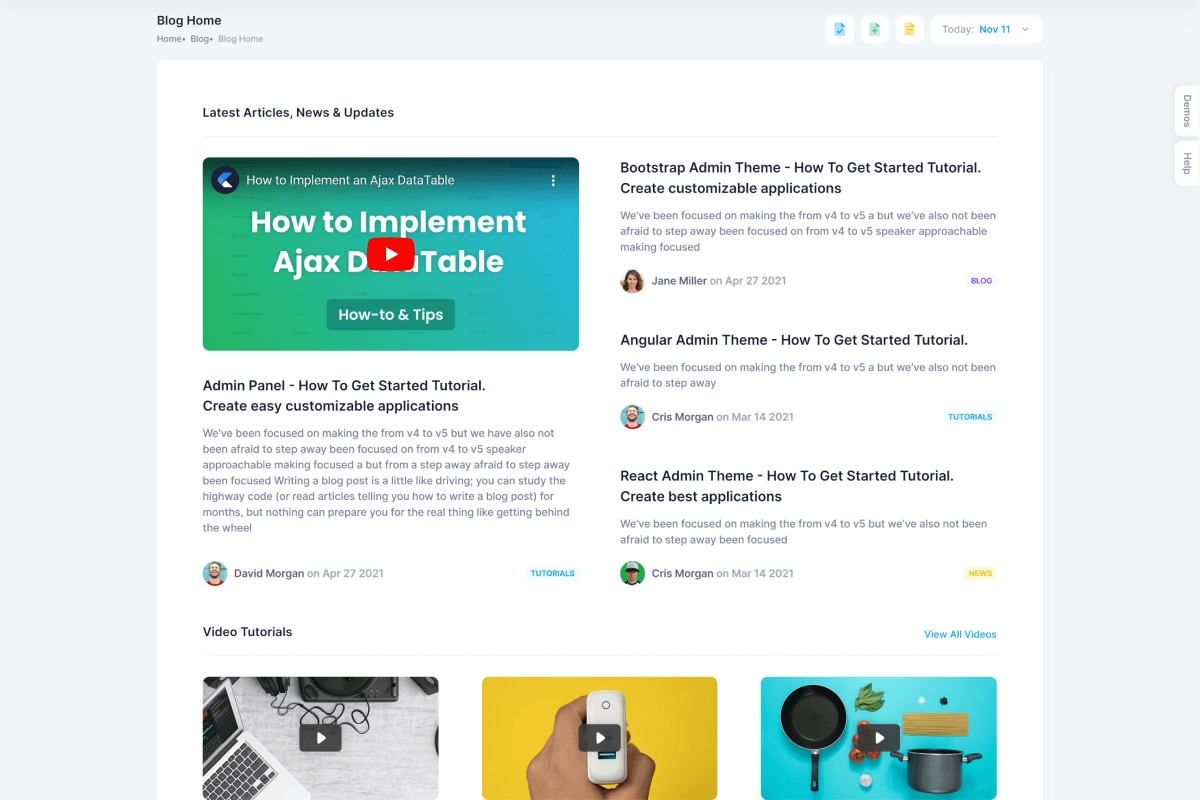 Blog Home
Home• Blog• Blog Home
Today: Nov 11
Demos
Help
Latest Articles, News & Updates
How to Implement an Ajax DataTable
How to Implement
Ajax DataTable
How-to & Tips
Admin Panel - How To Get Started Tutorial.
Create easy customizable applications
We've been focused on making the from v4 to v5 but we have also not
been afraid to step away been focused on from v4 to v5 speaker
approachable making focused a but from a step away afraid to step away
been focused Writing a blog post is a little like driving; you can study the
highway code (or read articles telling you how to write a blog post) for
months, but nothing can prepare you for the real thing like getting behind
the wheel
David Morgan on Apr 27 2021
TUTORIALS
Bootstrap Admin Theme - How To Get Started Tutorial.
Create customizable applications
We've been focused on making the from v4 to v5 a but we've also not been
afraid to step away been focused on from v4 to v5 speaker approachable
making focused
Jane Miller on Apr 27 2021
BLOG
Angular Admin Theme - How To Get Started Tutorial.
We've been focused on making the from v4 to v5 a but we've also not been
afraid to step away
Cris Morgan on Mar 14 2021
TUTORIALS
React Admin Theme - How To Get Started Tutorial.
Create best applications
We've been focused on making the from v4 to v5 but we've also not been
afraid to step away been focused
Cris Morgan on Mar 14 2021
NEWS
Video Tutorials
View All Videos